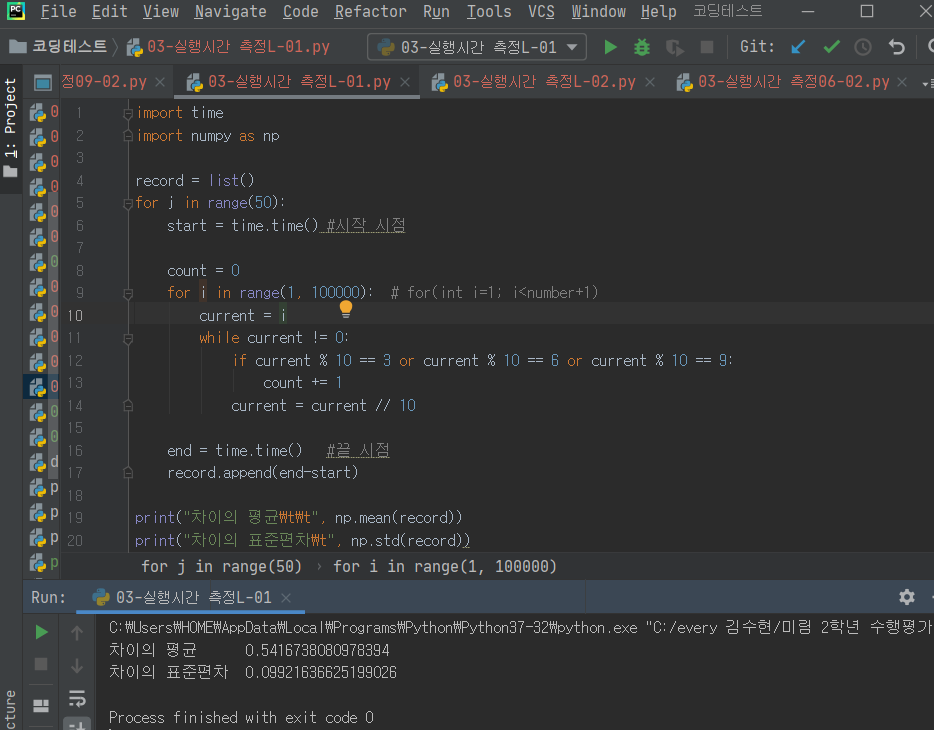 PC File Edit View Navigate Code Refactor Run Tools VCS Window Help 코딩테스트
코딩테스트 03-실행시간 측정L-01.py 03-실행시간 측정L-01 Git:
정09-02.py 03-실행시간 측정L-01.py 03-실행시간 측정L-02.py 03-실행시간 측정06-02.py
1: Project
1 import time
2 import numpy as np
3
4 record = list()
5 for j in range(50):
6 start = time.time() #시작 시점
7
8 count = 0
9 for i in range(1, 100000): # for(int i=1; i<number+1)
10 current = i
11 while current != 0:
12 if current % 10 == 3 or current % 10 == 6 or current % 10 == 9:
13 count += 1
14 current = current // 10
15
16 end = time.time() #끝 시점
17 record.append(end-start)
18
19 print("차이의 평균₩t₩t", np.mean(record))
20 print("차이의 표준편차₩t", np.std(record))
for j in range(50) › for i in range(1, 100000)
Run: 03-실행시간 측정L-01
C:₩Users₩HOME₩AppData₩Local₩Programs₩Python₩Python37-32₩python.exe "C:/every 김수현/미림 2학년 수행평가
차이의 평균 0.5416738080978394
차이의 표준편차 0.09921636625199026
Process finished with exit code 0
cture